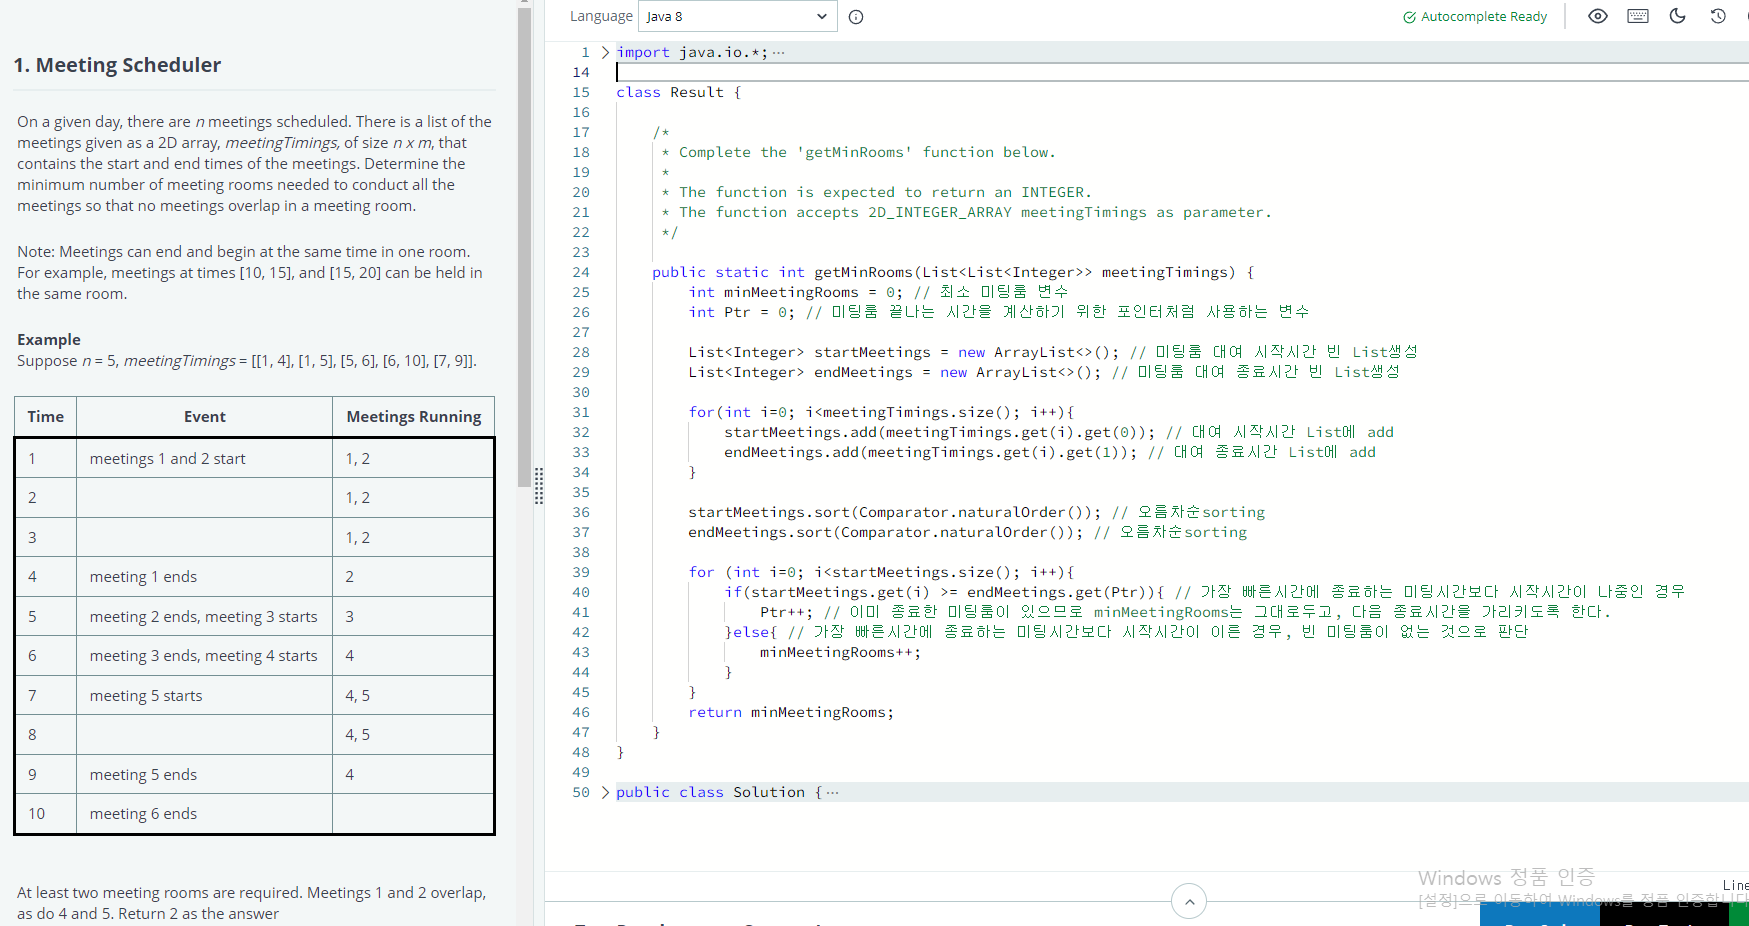 1. Meeting Scheduler
On a given day, there are n meetings scheduled. There is a list of the
meetings given as a 2D array, meetingTimings, of size n x m, that
contains the start and end times of the meetings. Determine the
minimum number of meeting rooms needed to conduct all the
meetings so that no meetings overlap in a meeting room.
Note: Meetings can end and begin at the same time in one room.
For example, meetings at times [10, 15], and [15, 20] can be held in
the same room.
Example
Suppose n = 5, meetingTimings = [[1, 4], [1, 5], [5, 6], [6, 10], [7, 9]].
Time Event Meetings Running
1 meetings 1 and 2 start 1, 2
2 1, 2
3 1, 2
4 meeting 1 ends 2
5 meeting 2 ends, meeting 3 starts 3
6 meeting 3 ends, meeting 4 starts 4
7 meeting 5 starts 4, 5
8 4, 5
9 meeting 5 ends 4
10 meeting 6 ends
At least two meeting rooms are required. Meetings 1 and 2 overlap,
as do 4 and 5. Return 2 as the answer
Language Java 8 Autocomplete Ready
1 import java.io.*; ...
14
15 class Result {
16
17 /*
18 * Complete the 'getMinRooms' function below.
19 *
20 * The function is expected to return an INTEGER.
21 * The function accepts 2D_INTEGER_ARRAY meetingTimings as parameter.
22 */
23
24 public static int getMinRooms(List<List<Integer>> meetingTimings) {
25 int minMeetingRooms = 0; // 최소 미팅룸 변수
26 int Ptr = 0; // 미팅룸 끝나는 시간을 계산하기 위한 포인터처럼 사용하는 변수
27
28 List<Integer> startMeetings = new ArrayList<>(); // 미팅룸 대여 시작시간 빈 List생성
29 List<Integer> endMeetings = new ArrayList<>(); // 미팅룸 대여 종료시간 빈 List생성
30
31 for(int i=0; i<meetingTimings.size(); i++){
32 startMeetings.add(meetingTimings.get(i).get(0)); // 대여 시작시간 List에 add
33 endMeetings.add(meetingTimings.get(i).get(1)); // 대여 종료시간 List에 add
34 }
35
36 startMeetings.sort(Comparator.naturalOrder()); // 오름차순sorting
37 endMeetings.sort(Comparator.naturalOrder()); // 오름차순sorting
38
39 for (int i=0; i<startMeetings.size(); i++){
40 if(startMeetings.get(i) >= endMeetings.get(Ptr)){ // 가장 빠른시간에 종료하는 미팅시간보다 시작시간이 나중인 경우
41 Ptr++; // 이미 종료한 미팅룸이 있으므로 minMeetingRooms는 그대로두고, 다음 종료시간을 가리키도록 한다.
42 }else{ // 가장 빠른시간에 종료하는 미팅시간보다 시작시간이 이른 경우, 빈 미팅룸이 없는 것으로 판단
43 minMeetingRooms++;
44 }
45 }
46 return minMeetingRooms;
47 }
48 }
49
50 public class Solution { ...
Windows 정품 인증
Line
[설정]으로 이동하여 Windows를 정품 인증합니다